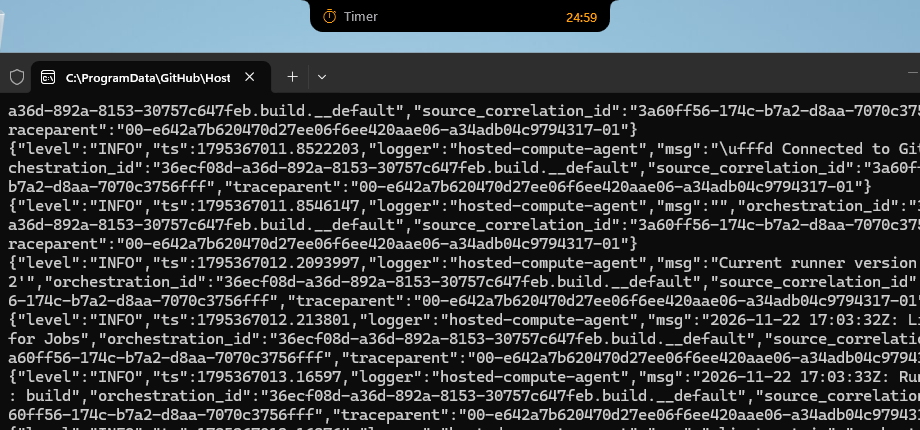 Timer 24:59
C:\ProgramData\GitHub\Host
a36d-892a-8153-30757c647feb.build.__default","source_correlation_id":"3a60ff56-174c-b7a2-d8aa-7070c375
raceparent":"00-e642a7b620470d27ee06f6ee420aae06-a34adb04c9794317-01"}
{"level":"INFO","ts":1795367011.8522203,"logger":"hosted-compute-agent","msg":"\ufffd Connected to Git
chestration_id":"36ecf08d-a36d-892a-8153-30757c647feb.build.__default","source_correlation_id":"3a60f
b7a2-d8aa-7070c3756fff","traceparent":"00-e642a7b620470d27ee06f6ee420aae06-a34adb04c9794317-01"}
{"level":"INFO","ts":1795367011.8546147,"logger":"hosted-compute-agent","msg":"","orchestration_id":"
a36d-892a-8153-30757c647feb.build.__default","source_correlation_id":"3a60ff56-174c-b7a2-d8aa-7070c375
raceparent":"00-e642a7b620470d27ee06f6ee420aae06-a34adb04c9794317-01"}
{"level":"INFO","ts":1795367012.2093997,"logger":"hosted-compute-agent","msg":"Current runner version
2'","orchestration_id":"36ecf08d-a36d-892a-8153-30757c647feb.build.__default","source_correlation_id"
6-174c-b7a2-d8aa-7070c3756fff","traceparent":"00-e642a7b620470d27ee06f6ee420aae06-a34adb04c9794317-01"
{"level":"INFO","ts":1795367012.213801,"logger":"hosted-compute-agent","msg":"2026-11-22 17:03:32Z: Li
for Jobs","orchestration_id":"36ecf08d-a36d-892a-8153-30757c647feb.build.__default","source_correlatio
a60ff56-174c-b7a2-d8aa-7070c3756fff","traceparent":"00-e642a7b620470d27ee06f6ee420aae06-a34adb04c97943
{"level":"INFO","ts":1795367013.16597,"logger":"hosted-compute-agent","msg":"2026-11-22 17:03:33Z: Run
: build","orchestration_id":"36ecf08d-a36d-892a-8153-30757c647feb.build.__default","source_correlation
60ff56-174c-b7a2-d8aa-7070c3756fff","traceparent":"00-e642a7b620470d27ee06f6ee420aae06-a34adb04c979431